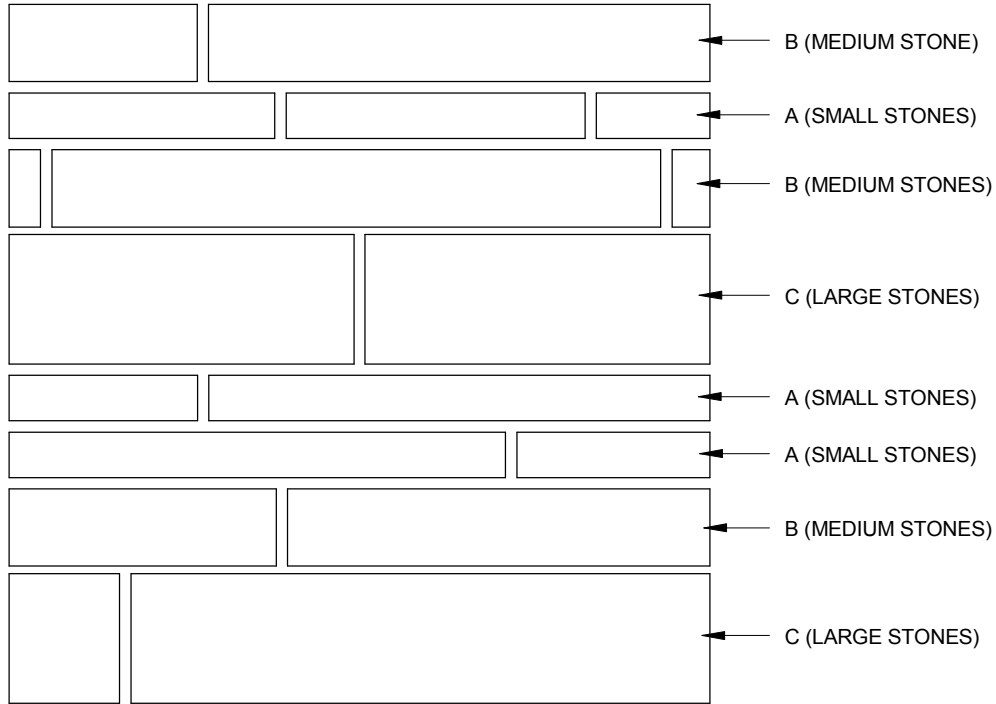 B (MEDIUM STONE)
A (SMALL STONES)
B (MEDIUM STONES)
C (LARGE STONES)
A (SMALL STONES)
A (SMALL STONES)
B (MEDIUM STONES)
C (LARGE STONES)